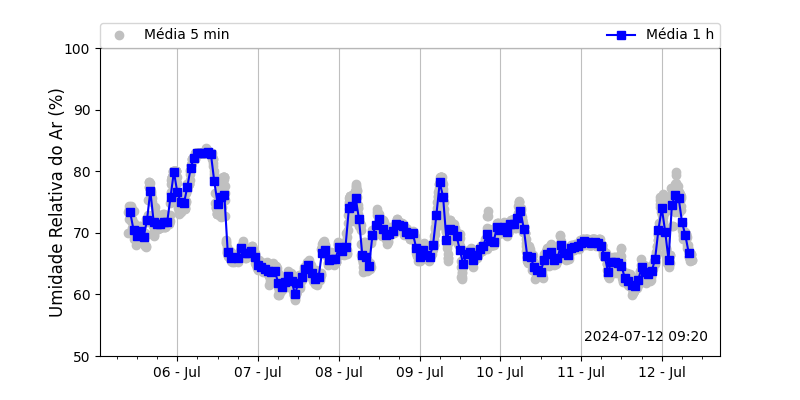 Média 5 min
Média 1 h
100
90
80
70
60
50
Umidade Relativa do Ar (%)
2024-07-12 09:20
06 - Jul
07 - Jul
08 - Jul
09 - Jul
10 - Jul
11 - Jul
12 - Jul